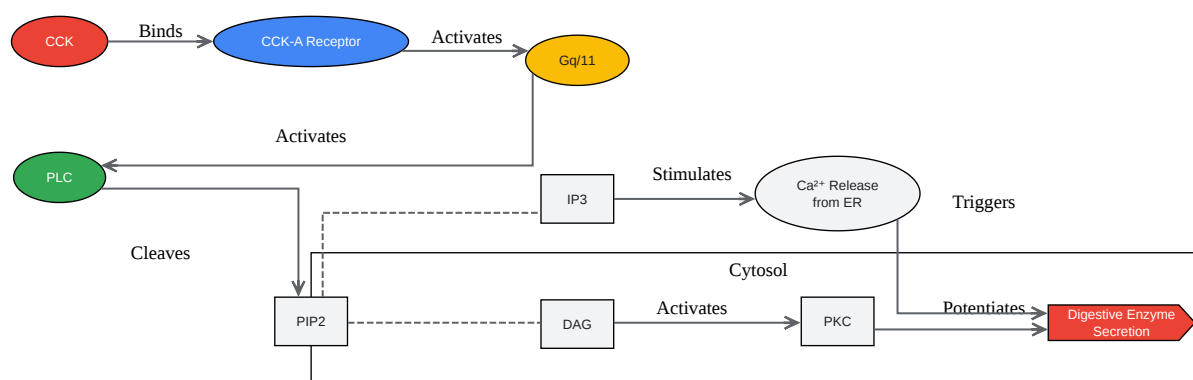 CCK
Binds
CCK-A Receptor
Activates
Gq/11
Activates
PLC
IP3
Stimulates
Ca²⁺ Release
from ER
Triggers
Cleaves
Cytosol
PIP2
DAG
Activates
PKC
Potentiates
Digestive Enzyme
Secretion